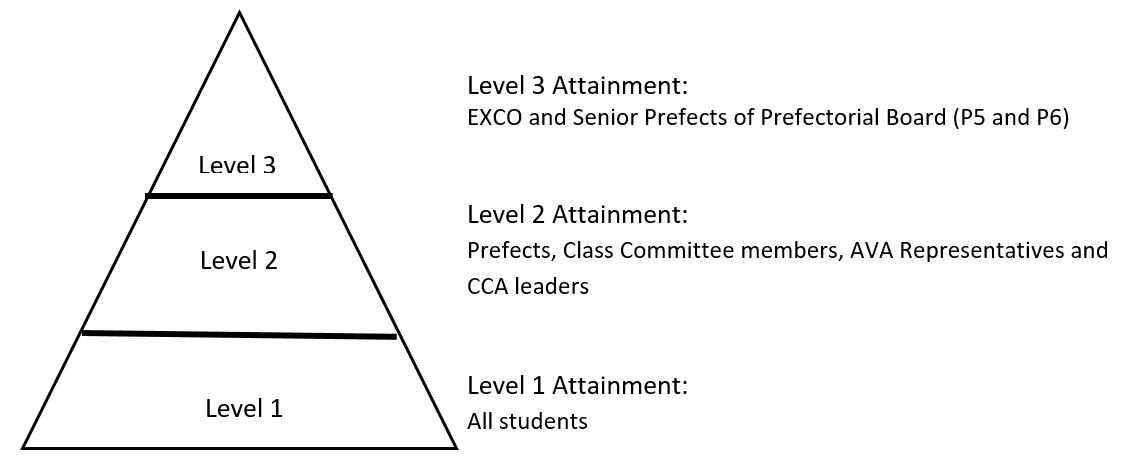 Level 3 Attainment:
EXCO and Senior Prefects of Prefectorial Board (P5 and P6)
Level 3
Level 2 Attainment:
Prefects, Class Committee members, AVA Representatives and
CCA leaders
Level 2
Level 1 Attainment:
All students
Level 1